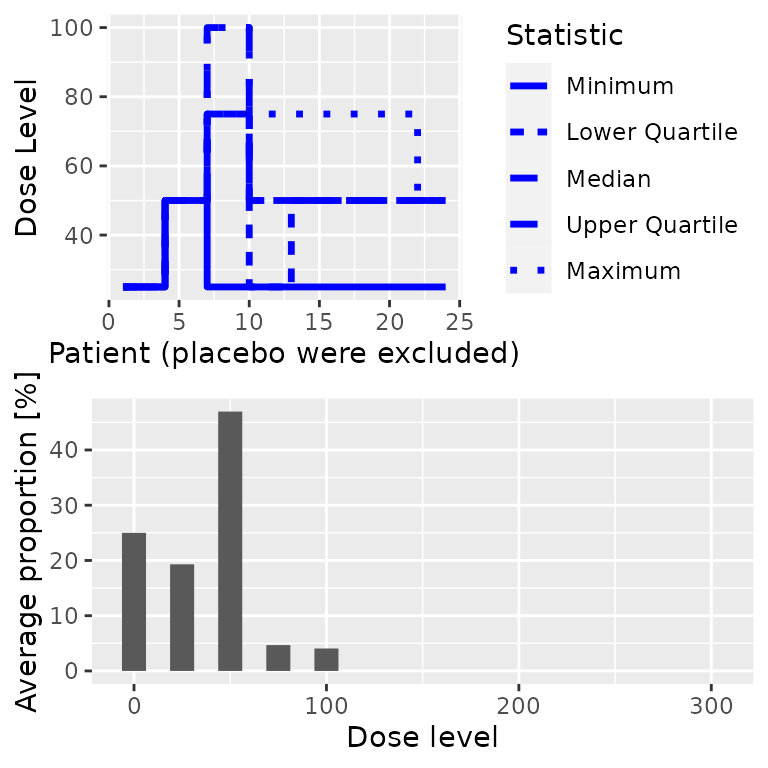 Dose Level
100
80
60
40
0 5 10 15 20 25
Patient (placebo were excluded)
Statistic
Minimum
Lower Quartile
Median
Upper Quartile
Maximum
Average proportion [%]
40
30
20
10
0
0 100 200 300
Dose level